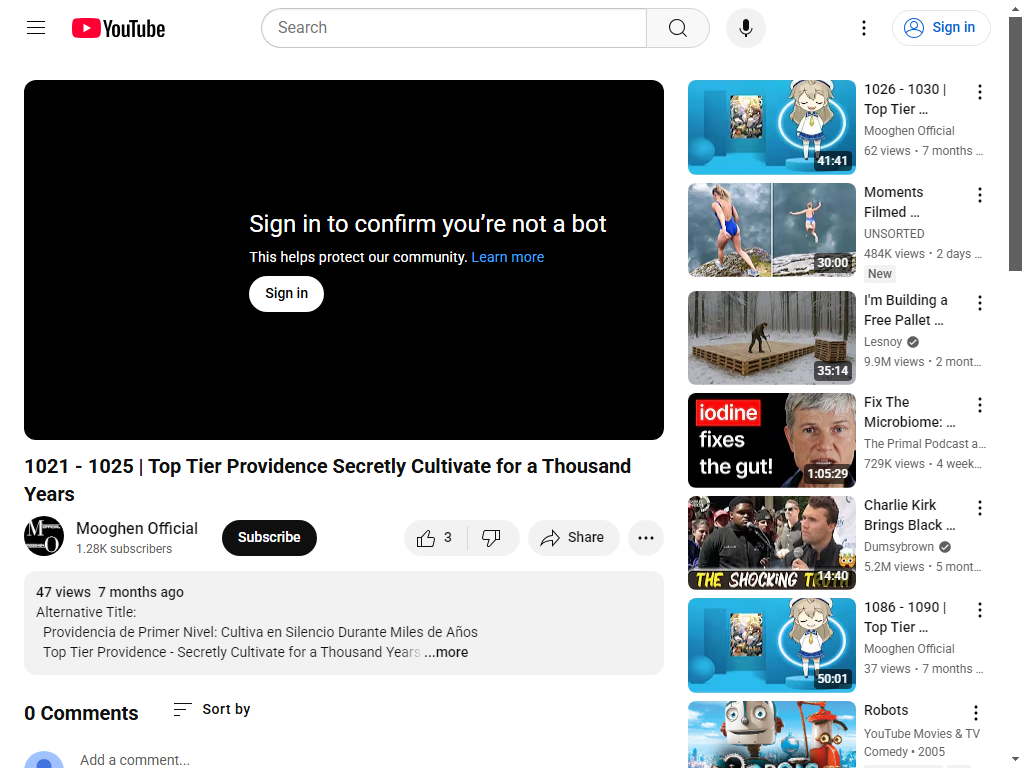 YouTube
Search
Sign in
Sign in to confirm you’re not a bot
This helps protect our community. Learn more
Sign in
1021 - 1025 | Top Tier Providence Secretly Cultivate for a Thousand
Years
Mooghen Official
1.28K subscribers
Subscribe
3
Share
47 views 7 months ago
Alternative Title:
Providencia de Primer Nivel: Cultiva en Silencio Durante Miles de Años
Top Tier Providence - Secretly Cultivate for a Thousand Years ...more
0 Comments
Sort by
Add a comment...
41:41
1026 - 1030 |
Top Tier ...
Mooghen Official
62 views • 7 months ...
30:00
Moments
Filmed ...
UNSORTED
484K views • 2 days ...
New
35:14
I'm Building a
Free Pallet ...
Lesnoy
9.9M views • 2 mont...
iodine
fixes
the gut!
1:05:29
Fix The
Microbiome: ...
The Primal Podcast a...
729K views • 4 week...
THE SHOCKING
14:40
Charlie Kirk
Brings Black ...
Dumsybrown
5.2M views • 5 mont...
50:01
1086 - 1090 |
Top Tier ...
Mooghen Official
37 views • 7 months ...
Robots
YouTube Movies & TV
Comedy • 2005